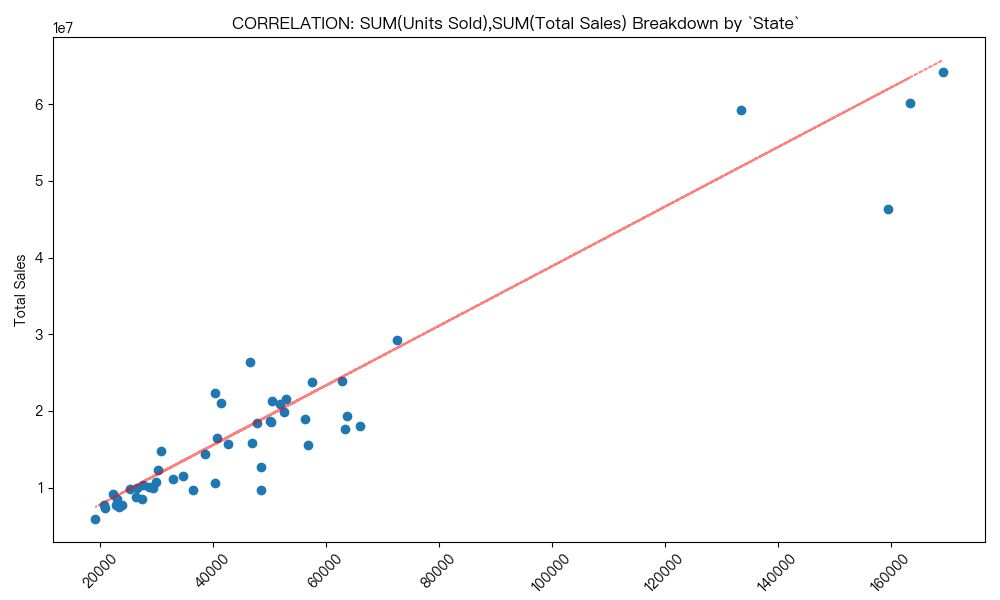 CORRELATION: SUM(Units Sold),SUM(Total Sales) Breakdown by `State`
1e7
6
5
4
3
2
1
Total Sales
20000 40000 60000 80000 100000 120000 140000 160000